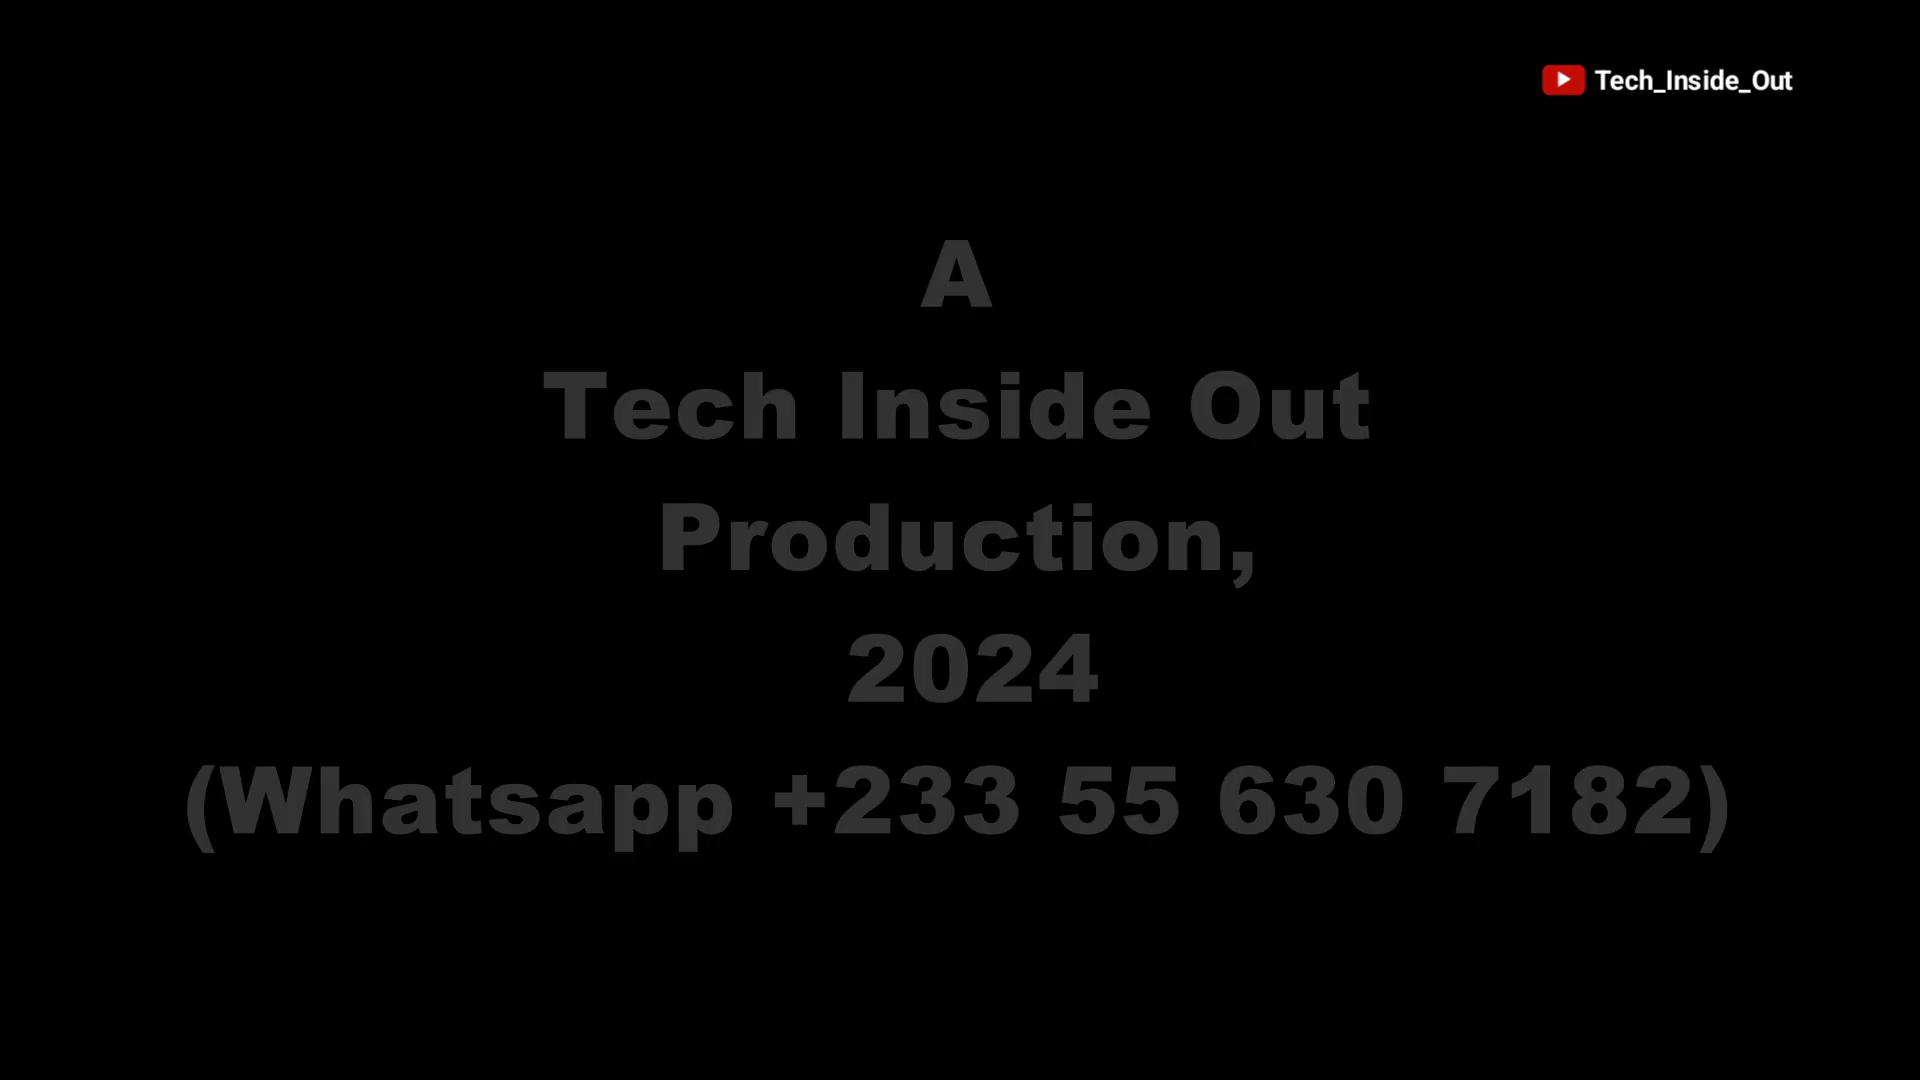 Tech_Inside_Out
A
Tech Inside Out
Production,
2024
(Whatsapp +233 55 630 7182)